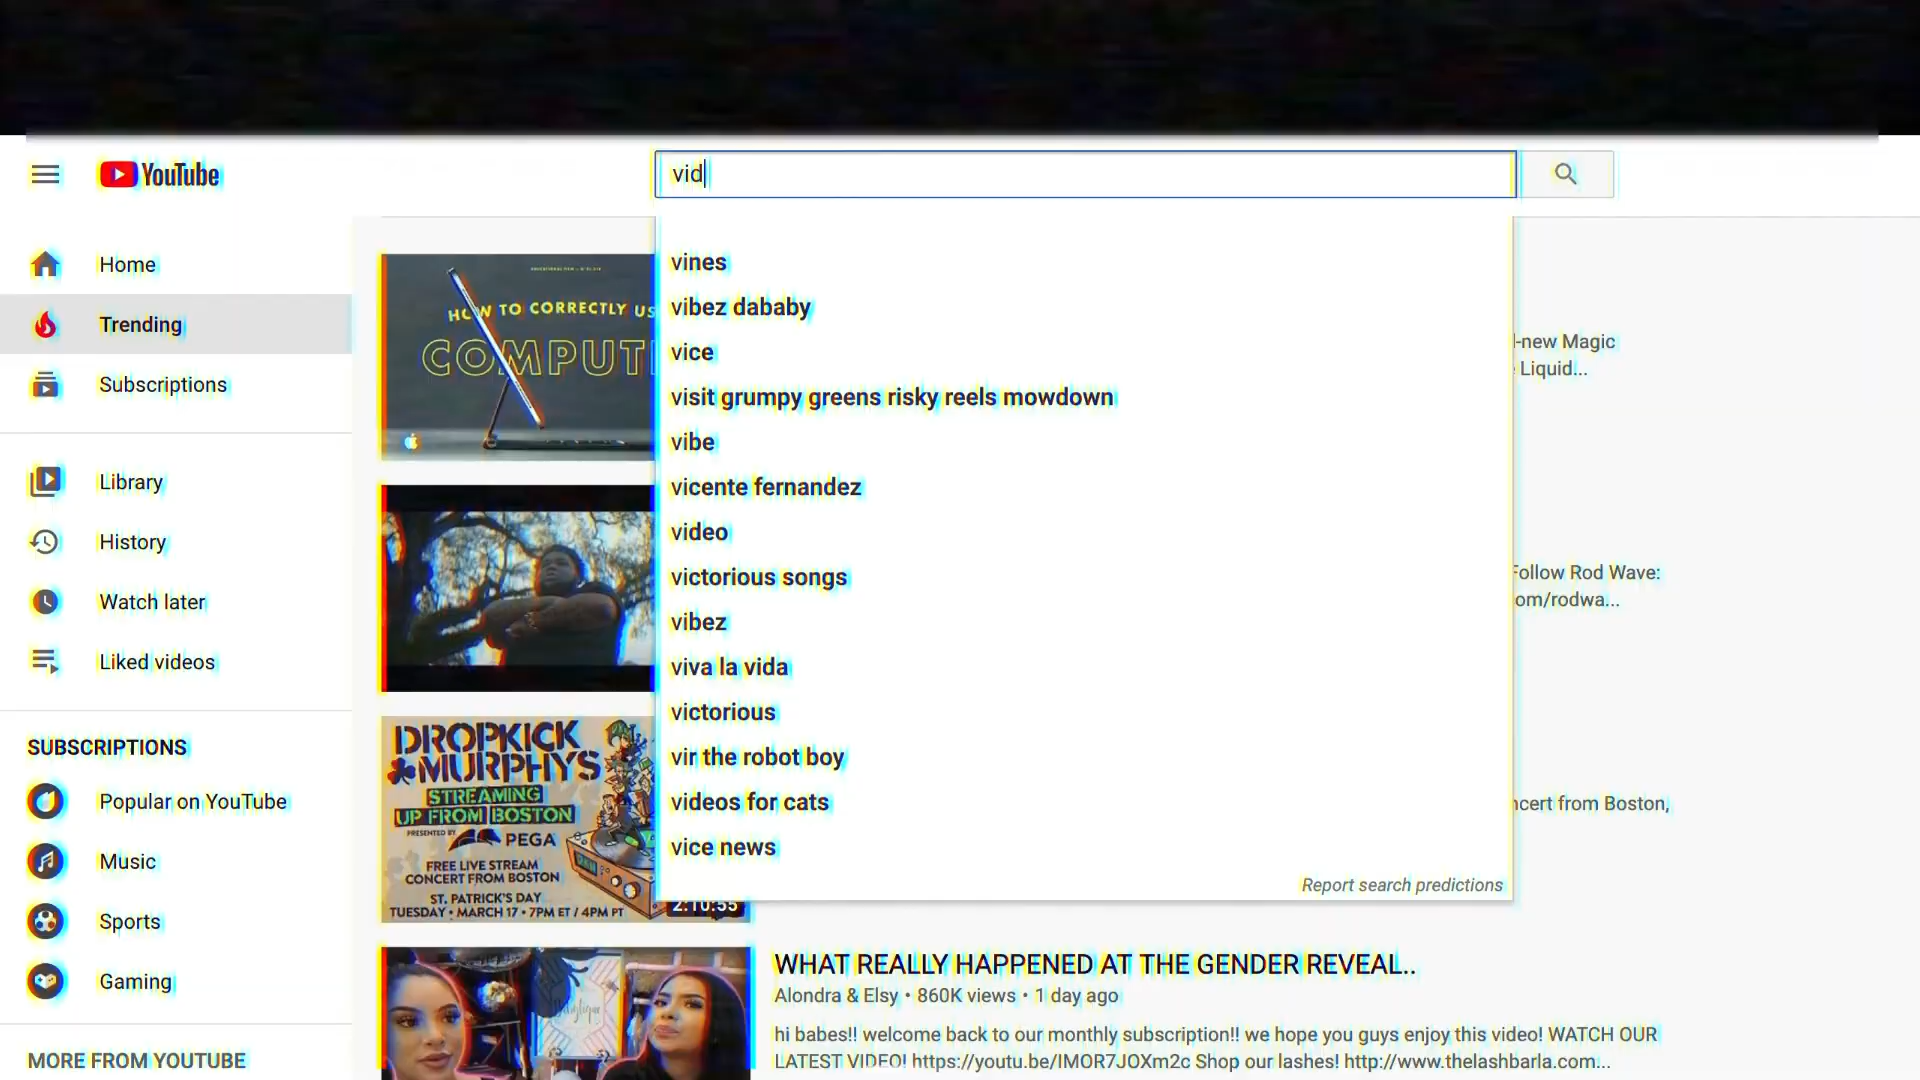 YouTube
vid
Home
Trending
Subscriptions
Library
History
Watch later
Liked videos
SUBSCRIPTIONS
Popular on YouTube
Music
Sports
Gaming
MORE FROM YOUTUBE
HOW TO CORRECTLY US
COMPUT
vines
vibez dababy
vice
visit grumpy greens risky reels mowdown
vibe
vicente fernandez
video
victorious songs
vibez
viva la vida
victorious
vir the robot boy
videos for cats
vice news
Report search predictions
-new Magic
Liquid...
Follow Rod Wave:
om/rodwa...
ncert from Boston,
DROPKICK
MURPHYS
STREAMING
UP FROM BOSTON
PRESENTED BY
PEGA
FREE LIVE STREAM
CONCERT FROM BOSTON
ST. PATRICK'S DAY
TUESDAY • MARCH 17 • 7PM ET / 4PM PT
2:10:55
WHAT REALLY HAPPENED AT THE GENDER REVEAL..
Alondra & Elsy • 860K views • 1 day ago
hi babes!! welcome back to our monthly subscription!! we hope you guys enjoy this video! WATCH OUR
LATEST VIDEO! https://youtu.be/IMOR7JOXm2c Shop our lashes! http://www.thelashbarla.com...